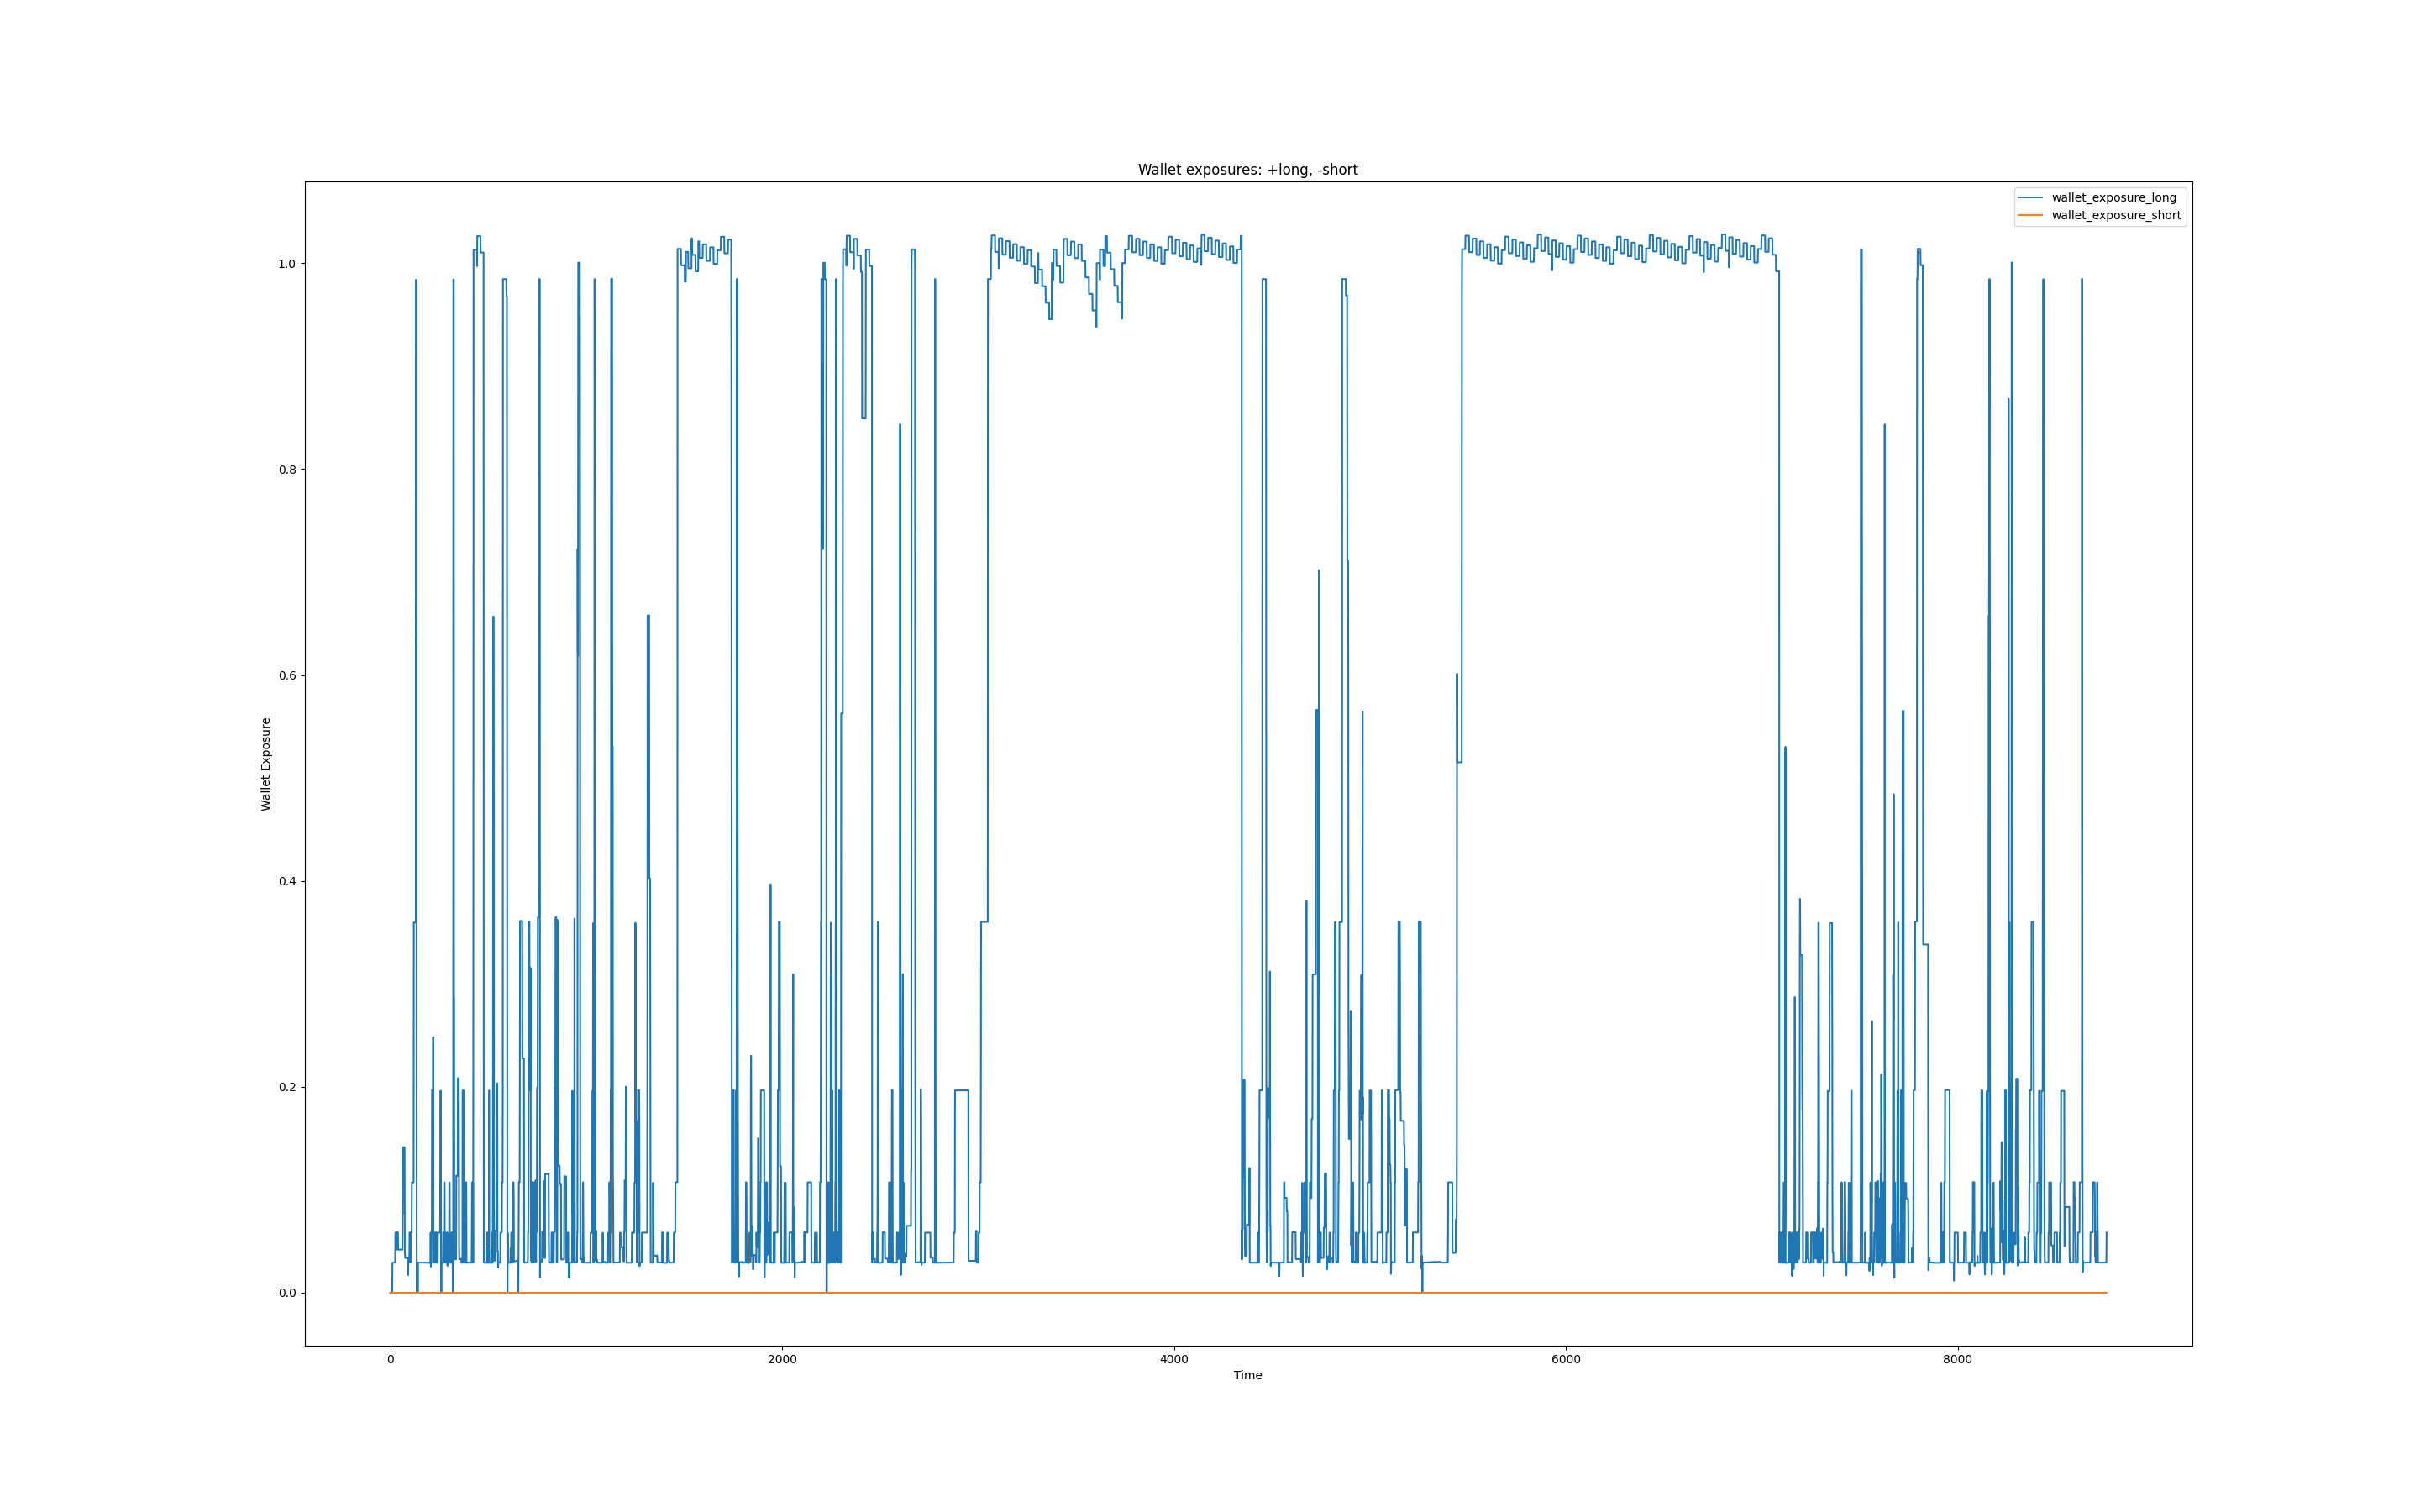 Wallet exposures: +long, -short
wallet_exposure_long
wallet_exposure_short
1.0
0.8
0.6
0.4
0.2
0.0
Wallet Exposure
0 2000 4000 6000 8000
Time